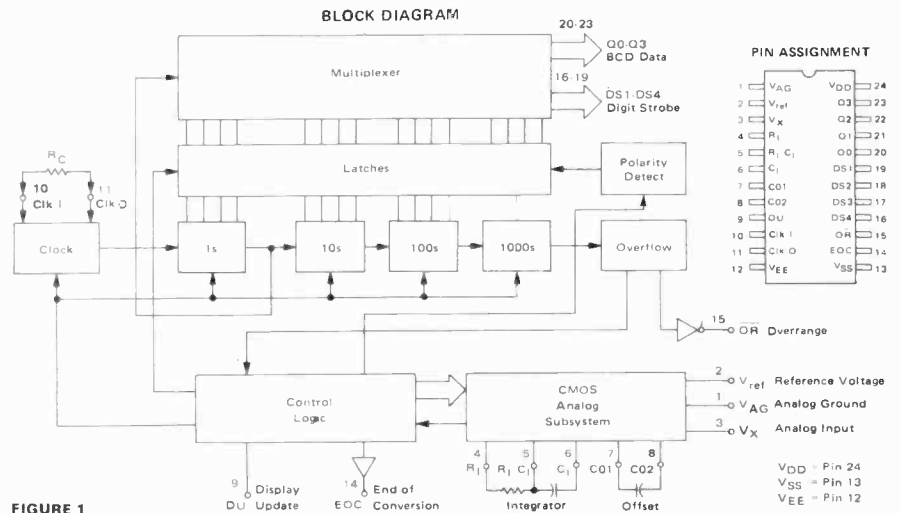 BLOCK DIAGRAM
20-23
Q0-Q3
BCD Data
16-19
DS1-DS4
Digit Strobe
Multiplexer
Latches
Polarity
Detect
RC
10
Clk I
11
Clk O
Clock
1s
10s
100s
1000s
Overflow
15
OR Overrange
Control
Logic
CMOS
Analog
Subsystem
2
Vref Reference Voltage
1
VAG Analog Ground
3
VX Analog Input
4 5 6 7 8
RI RI CI CI CO1 CO2
Integrator Offset
9 Display
DU Update
14 End of
EOC Conversion
PIN ASSIGNMENT
1 VAG VDD 24
2 Vref Q3 23
3 VX Q2 22
4 RI Q1 21
5 RI CI Q0 20
6 CI DS1 19
7 CO1 DS2 18
8 CO2 DS3 17
9 DU DS4 16
10 Clk I OR 15
11 Clk O EOC 14
12 VEE VSS 13
VDD = Pin 24
VSS = Pin 13
VEE = Pin 12
FIGURE 1